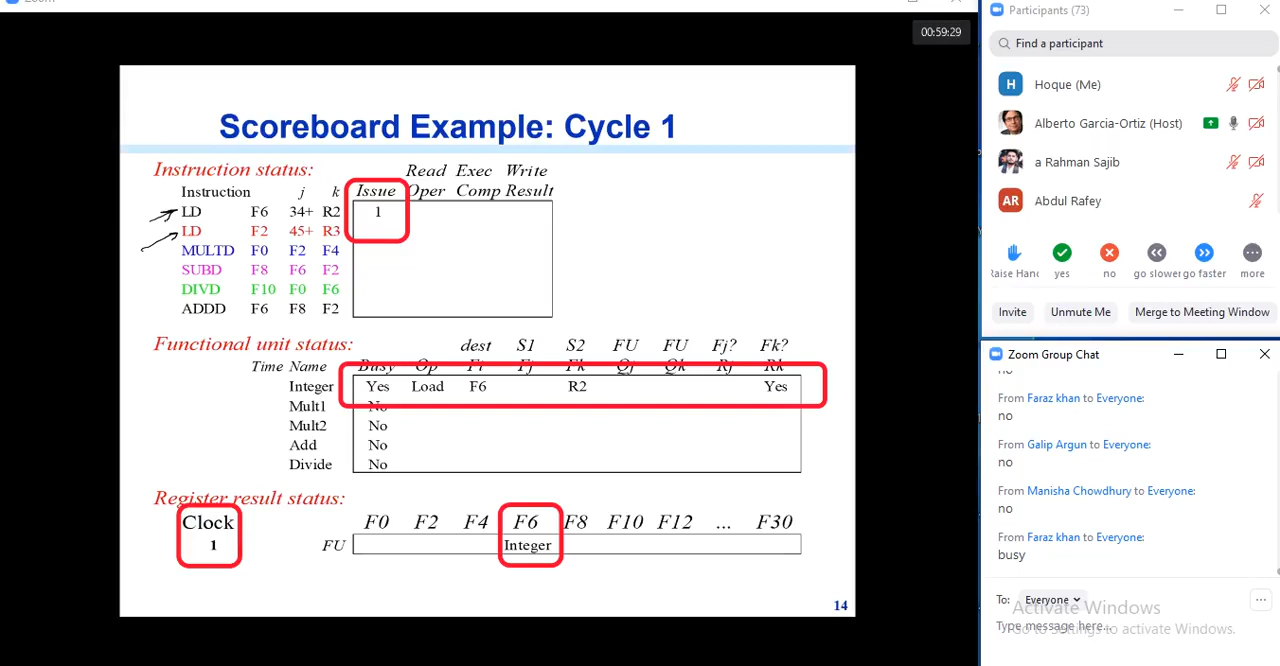 Zoom
00:59:29
Scoreboard Example: Cycle 1
Instruction status:
Read Exec Write
Instruction j k Issue Oper Comp Result
LD F6 34+ R2 1
LD F2 45+ R3
MULTD F0 F2 F4
SUBD F8 F6 F2
DIVD F10 F0 F6
ADDD F6 F8 F2
Functional unit status:
dest S1 S2 FU FU Fj? Fk?
Time Name Busy Op Fi Fj Fk Qj Qk Rj Rk
Integer Yes Load F6 R2 Yes
Mult1 No
Mult2 No
Add No
Divide No
Register result status:
Clock F0 F2 F4 F6 F8 F10 F12 ... F30
1 FU Integer
14
Participants (73)
Find a participant
H Hoque (Me)
Alberto Garcia-Ortiz (Host)
a Rahman Sajib
AR Abdul Rafey
Raise Hand yes no go slower go faster more
Invite Unmute Me Merge to Meeting Window
Zoom Group Chat
no
From Faraz khan to Everyone:
no
From Galip Argun to Everyone:
no
From Manisha Chowdhury to Everyone:
no
From Faraz khan to Everyone:
busy
To: Everyone
Activate Windows
Type message here...
Go to Settings to activate Windows.